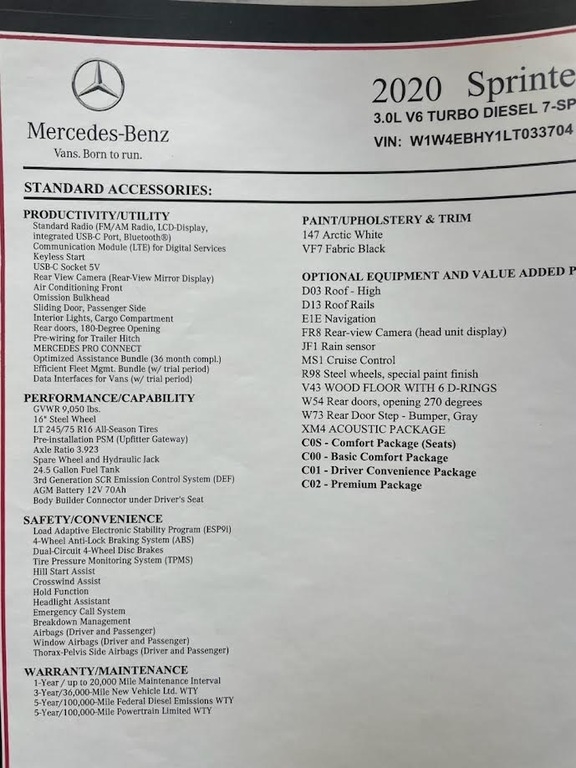 Mercedes-Benz
Vans. Born to run.
2020 Sprinte
3.0L V6 TURBO DIESEL 7-SP
VIN: W1W4EBHY1LT033704
STANDARD ACCESSORIES:
PRODUCTIVITY/UTILITY
Standard Radio (FM/AM Radio, LCD-Display,
integrated USB-C Port, Bluetooth®)
Communication Module (LTE) for Digital Services
Keyless Start
USB-C Socket 5V
Rear View Camera (Rear-View Mirror Display)
Air Conditioning Front
Omission Bulkhead
Sliding Door, Passenger Side
Interior Lights, Cargo Compartment
Rear doors, 180-Degree Opening
Pre-wiring for Trailer Hitch
MERCEDES PRO CONNECT
Optimized Assistance Bundle (36 month compl.)
Efficient Fleet Mgmt. Bundle (w/ trial period)
Data Interfaces for Vans (w/ trial period)
PERFORMANCE/CAPABILITY
GVWR 9,050 lbs.
16" Steel Wheel
LT 245/75 R16 All-Season Tires
Pre-installation PSM (Upfitter Gateway)
Axle Ratio 3.923
Spare Wheel and Hydraulic Jack
24.5 Gallon Fuel Tank
3rd Generation SCR Emission Control System (DEF)
AGM Battery 12V 70Ah
Body Builder Connector under Driver's Seat
SAFETY/CONVENIENCE
Load Adaptive Electronic Stability Program (ESP9i)
4-Wheel Anti-Lock Braking System (ABS)
Dual-Circuit 4-Wheel Disc Brakes
Tire Pressure Monitoring System (TPMS)
Hill Start Assist
Crosswind Assist
Hold Function
Headlight Assistant
Emergency Call System
Breakdown Management
Airbags (Driver and Passenger)
Window Airbags (Driver and Passenger)
Thorax-Pelvis Side Airbags (Driver and Passenger)
WARRANTY/MAINTENANCE
1-Year / up to 20,000 Mile Maintenance Interval
3-Year/36,000-Mile New Vehicle Ltd. WTY
5-Year/100,000-Mile Federal Diesel Emissions WTY
5-Year/100,000-Mile Powertrain Limited WTY
PAINT/UPHOLSTERY & TRIM
147 Arctic White
VF7 Fabric Black
OPTIONAL EQUIPMENT AND VALUE ADDED P
D03 Roof - High
D13 Roof Rails
E1E Navigation
FR8 Rear-view Camera (head unit display)
JF1 Rain sensor
MS1 Cruise Control
R98 Steel wheels, special paint finish
V43 WOOD FLOOR WITH 6 D-RINGS
W54 Rear doors, opening 270 degrees
W73 Rear Door Step - Bumper, Gray
XM4 ACOUSTIC PACKAGE
C0S - Comfort Package (Seats)
C00 - Basic Comfort Package
C01 - Driver Convenience Package
C02 - Premium Package